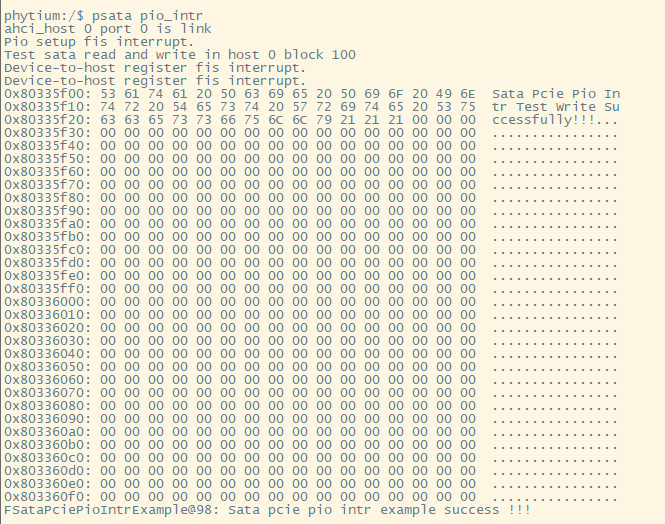 phytium:/$ psata pio_intr
ahci_host 0 port 0 is link
Pio setup fis interrupt.
Test sata read and write in host 0 block 100
Device-to-host register fis interrupt.
Device-to-host register fis interrupt.
0x80335f00: 53 61 74 61 20 50 63 69 65 20 50 69 6F 20 49 6E  Sata Pcie Pio In
0x80335f10: 74 72 20 54 65 73 74 20 57 72 69 74 65 20 53 75  tr Test Write Su
0x80335f20: 63 63 65 73 73 66 75 6C 6C 79 21 21 21 00 00 00  ccessfully!!!...
0x80335f30: 00 00 00 00 00 00 00 00 00 00 00 00 00 00 00 00  ................
0x80335f40: 00 00 00 00 00 00 00 00 00 00 00 00 00 00 00 00  ................
0x80335f50: 00 00 00 00 00 00 00 00 00 00 00 00 00 00 00 00  ................
0x80335f60: 00 00 00 00 00 00 00 00 00 00 00 00 00 00 00 00  ................
0x80335f70: 00 00 00 00 00 00 00 00 00 00 00 00 00 00 00 00  ................
0x80335f80: 00 00 00 00 00 00 00 00 00 00 00 00 00 00 00 00  ................
0x80335f90: 00 00 00 00 00 00 00 00 00 00 00 00 00 00 00 00  ................
0x80335fa0: 00 00 00 00 00 00 00 00 00 00 00 00 00 00 00 00  ................
0x80335fb0: 00 00 00 00 00 00 00 00 00 00 00 00 00 00 00 00  ................
0x80335fc0: 00 00 00 00 00 00 00 00 00 00 00 00 00 00 00 00  ................
0x80335fd0: 00 00 00 00 00 00 00 00 00 00 00 00 00 00 00 00  ................
0x80335fe0: 00 00 00 00 00 00 00 00 00 00 00 00 00 00 00 00  ................
0x80335ff0: 00 00 00 00 00 00 00 00 00 00 00 00 00 00 00 00  ................
0x80336000: 00 00 00 00 00 00 00 00 00 00 00 00 00 00 00 00  ................
0x80336010: 00 00 00 00 00 00 00 00 00 00 00 00 00 00 00 00  ................
0x80336020: 00 00 00 00 00 00 00 00 00 00 00 00 00 00 00 00  ................
0x80336030: 00 00 00 00 00 00 00 00 00 00 00 00 00 00 00 00  ................
0x80336040: 00 00 00 00 00 00 00 00 00 00 00 00 00 00 00 00  ................
0x80336050: 00 00 00 00 00 00 00 00 00 00 00 00 00 00 00 00  ................
0x80336060: 00 00 00 00 00 00 00 00 00 00 00 00 00 00 00 00  ................
0x80336070: 00 00 00 00 00 00 00 00 00 00 00 00 00 00 00 00  ................
0x80336080: 00 00 00 00 00 00 00 00 00 00 00 00 00 00 00 00  ................
0x80336090: 00 00 00 00 00 00 00 00 00 00 00 00 00 00 00 00  ................
0x803360a0: 00 00 00 00 00 00 00 00 00 00 00 00 00 00 00 00  ................
0x803360b0: 00 00 00 00 00 00 00 00 00 00 00 00 00 00 00 00  ................
0x803360c0: 00 00 00 00 00 00 00 00 00 00 00 00 00 00 00 00  ................
0x803360d0: 00 00 00 00 00 00 00 00 00 00 00 00 00 00 00 00  ................
0x803360e0: 00 00 00 00 00 00 00 00 00 00 00 00 00 00 00 00  ................
0x803360f0: 00 00 00 00 00 00 00 00 00 00 00 00 00 00 00 00  ................
FSataPciePioIntrExample@98: Sata pcie pio intr example success !!!